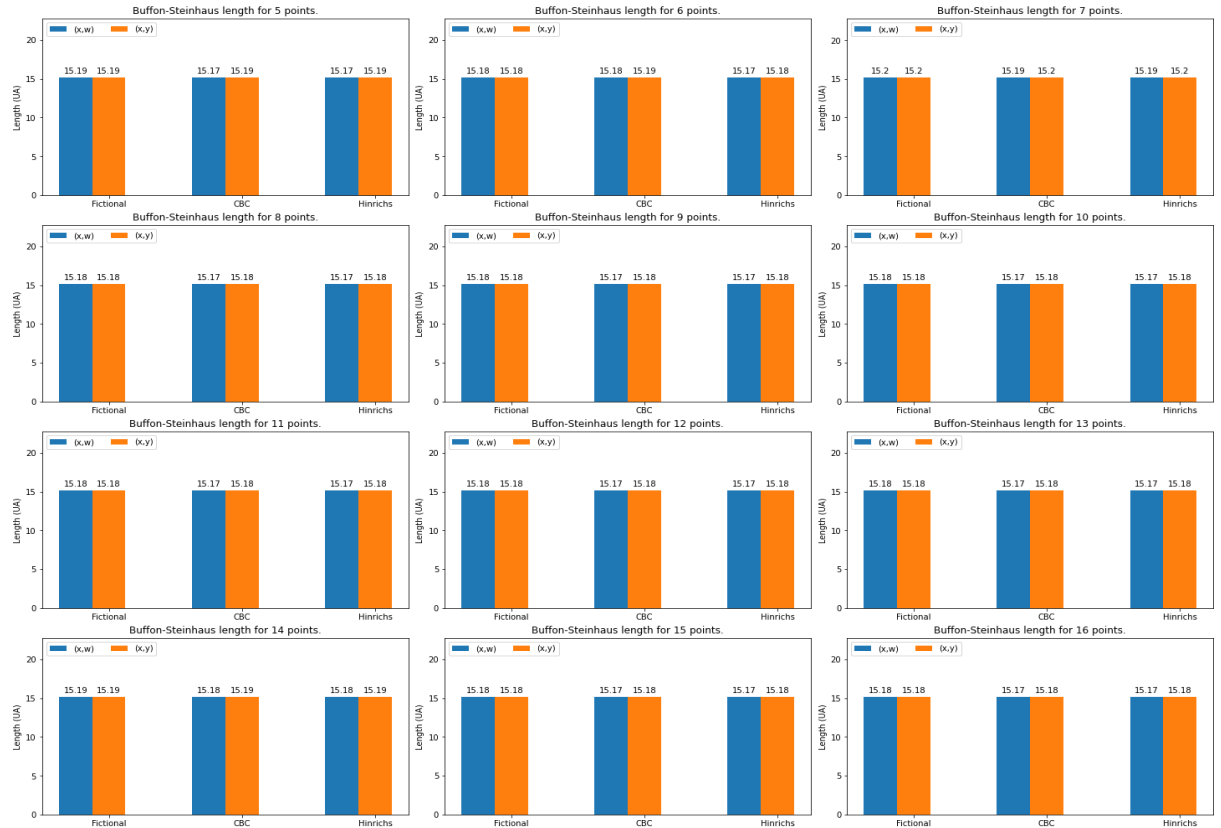 Buffon-Steinhaus length for 5 points.
(x,w) (x,y)
20
15.19 15.19 15.17 15.19 15.17 15.19
15
Length (UA)
10
5
0
Fictional CBC Hinrichs
Buffon-Steinhaus length for 6 points.
(x,w) (x,y)
20
15.18 15.18 15.18 15.19 15.17 15.18
15
Length (UA)
10
5
0
Fictional CBC Hinrichs
Buffon-Steinhaus length for 7 points.
(x,w) (x,y)
20
15.2 15.2 15.19 15.2 15.19 15.2
15
Length (UA)
10
5
0
Fictional CBC Hinrichs
Buffon-Steinhaus length for 8 points.
(x,w) (x,y)
20
15.18 15.18 15.17 15.18 15.17 15.18
15
Length (UA)
10
5
0
Fictional CBC Hinrichs
Buffon-Steinhaus length for 9 points.
(x,w) (x,y)
20
15.18 15.18 15.17 15.18 15.17 15.18
15
Length (UA)
10
5
0
Fictional CBC Hinrichs
Buffon-Steinhaus length for 10 points.
(x,w) (x,y)
20
15.18 15.18 15.17 15.18 15.17 15.18
15
Length (UA)
10
5
0
Fictional CBC Hinrichs
Buffon-Steinhaus length for 11 points.
(x,w) (x,y)
20
15.18 15.18 15.17 15.18 15.17 15.18
15
Length (UA)
10
5
0
Fictional CBC Hinrichs
Buffon-Steinhaus length for 12 points.
(x,w) (x,y)
20
15.18 15.18 15.17 15.18 15.17 15.18
15
Length (UA)
10
5
0
Fictional CBC Hinrichs
Buffon-Steinhaus length for 13 points.
(x,w) (x,y)
20
15.18 15.18 15.17 15.18 15.17 15.18
15
Length (UA)
10
5
0
Fictional CBC Hinrichs
Buffon-Steinhaus length for 14 points.
(x,w) (x,y)
20
15.19 15.19 15.18 15.19 15.18 15.19
15
Length (UA)
10
5
0
Fictional CBC Hinrichs
Buffon-Steinhaus length for 15 points.
(x,w) (x,y)
20
15.18 15.18 15.17 15.18 15.17 15.18
15
Length (UA)
10
5
0
Fictional CBC Hinrichs
Buffon-Steinhaus length for 16 points.
(x,w) (x,y)
20
15.18 15.18 15.17 15.18 15.17 15.18
15
Length (UA)
10
5
0
Fictional CBC Hinrichs